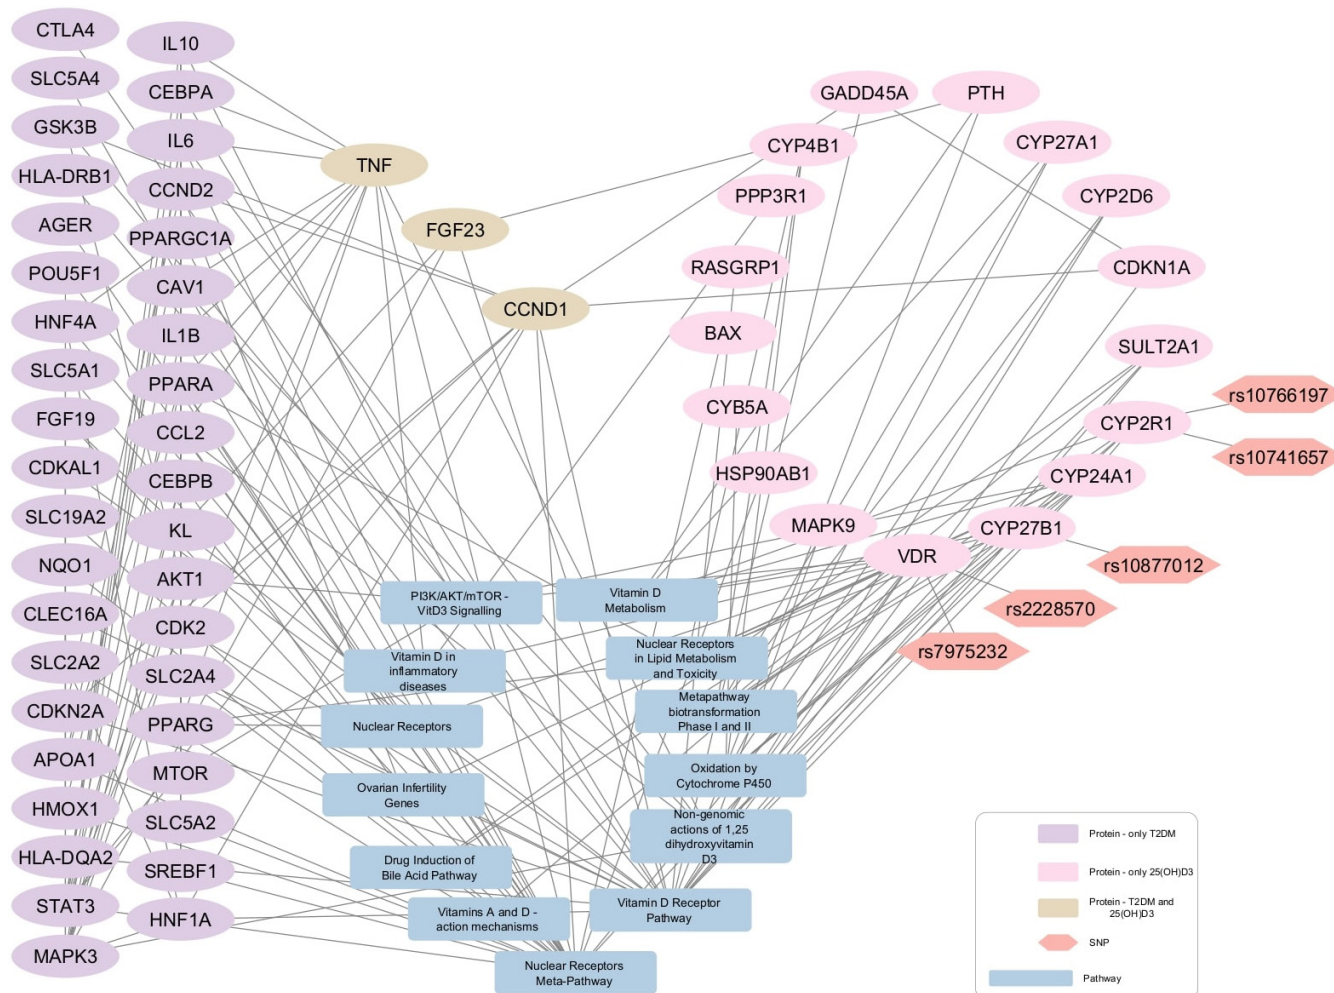 CTLA4
SLC5A4
GSK3B
HLA-DRB1
AGER
POU5F1
HNF4A
SLC5A1
FGF19
CDKAL1
SLC19A2
NQO1
CLEC16A
SLC2A2
CDKN2A
APOA1
HMOX1
HLA-DQA2
STAT3
MAPK3
IL10
CEBPA
IL6
CCND2
PPARGC1A
CAV1
IL1B
PPARA
CCL2
CEBPB
KL
AKT1
CDK2
SLC2A4
PPARG
MTOR
SLC5A2
SREBF1
HNF1A
TNF
FGF23
CCND1
GADD45A
PTH
CYP4B1
CYP27A1
PPP3R1
CYP2D6
RASGRP1
CDKN1A
BAX
SULT2A1
CYB5A
CYP2R1
HSP90AB1
CYP24A1
MAPK9
CYP27B1
VDR
rs10766197
rs10741657
rs10877012
rs2228570
rs7975232
PI3K/AKT/mTOR -
VitD3 Signalling
Vitamin D
Metabolism
Vitamin D in
inflammatory
diseases
Nuclear Receptors
in Lipid Metabolism
and Toxicity
Nuclear Receptors
Metapathway
biotransformation
Phase I and II
Ovarian Infertility
Genes
Oxidation by
Cytochrome P450
Drug Induction of
Bile Acid Pathway
Non-genomic
actions of 1,25
dihydroxyvitamin
D3
Vitamins A and D -
action mechanisms
Vitamin D Receptor
Pathway
Nuclear Receptors
Meta-Pathway
Protein - only T2DM
Protein - only 25(OH)D3
Protein - T2DM and
25(OH)D3
SNP
Pathway